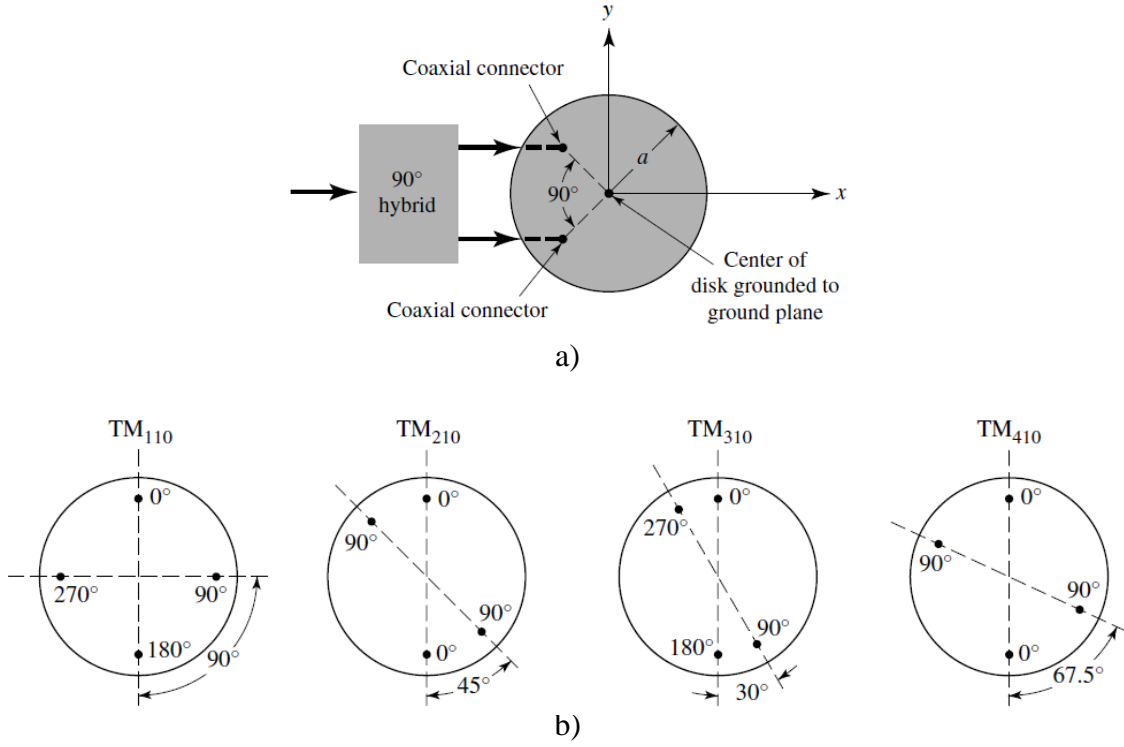 y
Coaxial connector
a
90°
hybrid
90°
x
Center of
disk grounded to
ground plane
Coaxial connector
a)
TM₁₁₀
TM₂₁₀
TM₃₁₀
TM₄₁₀
0°
270°
90°
180°
90°
0°
90°
90°
0°
45°
0°
270°
90°
180°
30°
0°
90°
90°
0°
67.5°
b)